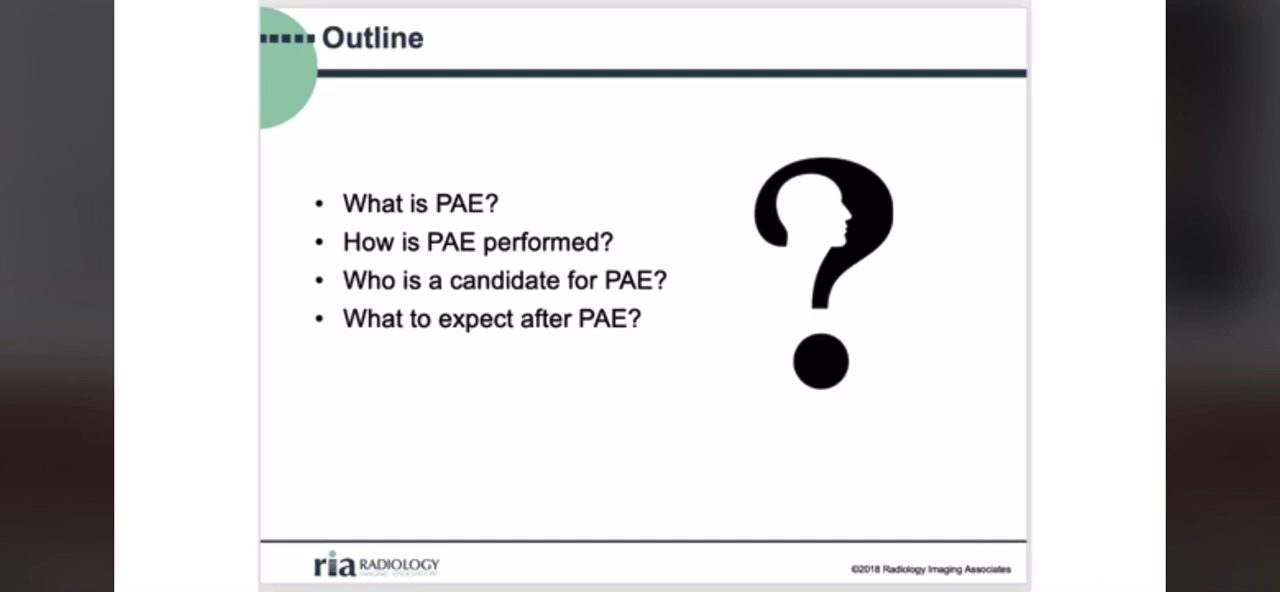 Outline
• What is PAE?
• How is PAE performed?
• Who is a candidate for PAE?
• What to expect after PAE?
ria RADIOLOGY
©2018 Radiology Imaging Associates